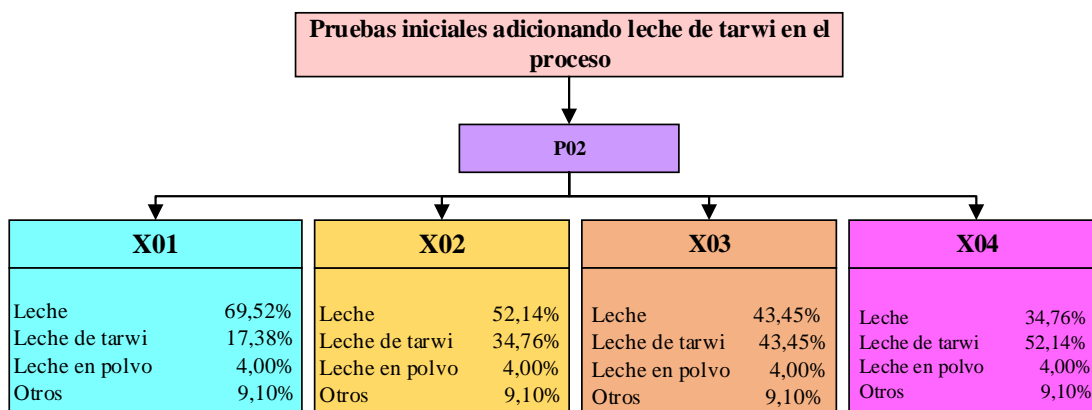 Pruebas iniciales adicionando leche de tarwi en el
proceso
P02
X01
Leche 69,52%
Leche de tarwi 17,38%
Leche en polvo 4,00%
Otros 9,10%
X02
Leche 52,14%
Leche de tarwi 34,76%
Leche en polvo 4,00%
Otros 9,10%
X03
Leche 43,45%
Leche de tarwi 43,45%
Leche en polvo 4,00%
Otros 9,10%
X04
Leche 34,76%
Leche de tarwi 52,14%
Leche en polvo 4,00%
Otros 9,10%